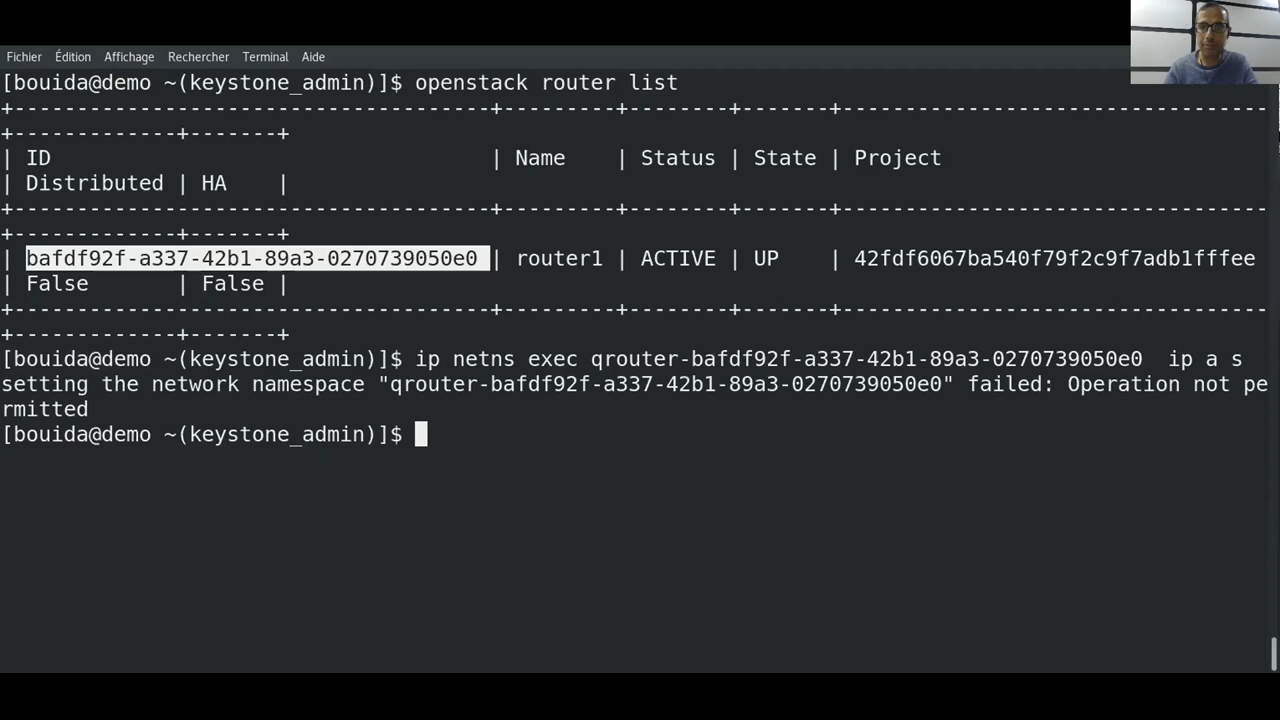 Fichier Édition Affichage Rechercher Terminal Aide
[bouida@demo ~(keystone_admin)]$ openstack router list
+--------------------------------------+---------+--------+-------+----------------------------------
+-------------+-------+
| ID                                   | Name    | Status | State | Project
| Distributed | HA    |
+--------------------------------------+---------+--------+-------+----------------------------------
+-------------+-------+
| bafdf92f-a337-42b1-89a3-0270739050e0 | router1 | ACTIVE | UP    | 42fdf6067ba540f79f2c9f7adb1fffee
| False       | False |
+--------------------------------------+---------+--------+-------+----------------------------------
+-------------+-------+
[bouida@demo ~(keystone_admin)]$ ip netns exec qrouter-bafdf92f-a337-42b1-89a3-0270739050e0  ip a s
setting the network namespace "qrouter-bafdf92f-a337-42b1-89a3-0270739050e0" failed: Operation not pe
rmitted
[bouida@demo ~(keystone_admin)]$